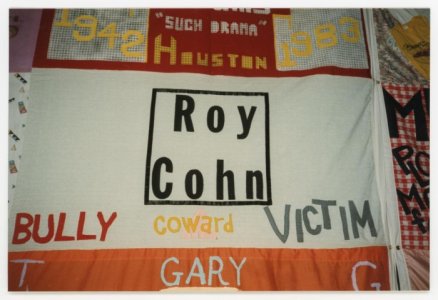 "SUCH DRAMA"
1942 HOUSTON 1983
Roy
Cohn
BULLY Coward VICTIM
T GARY G